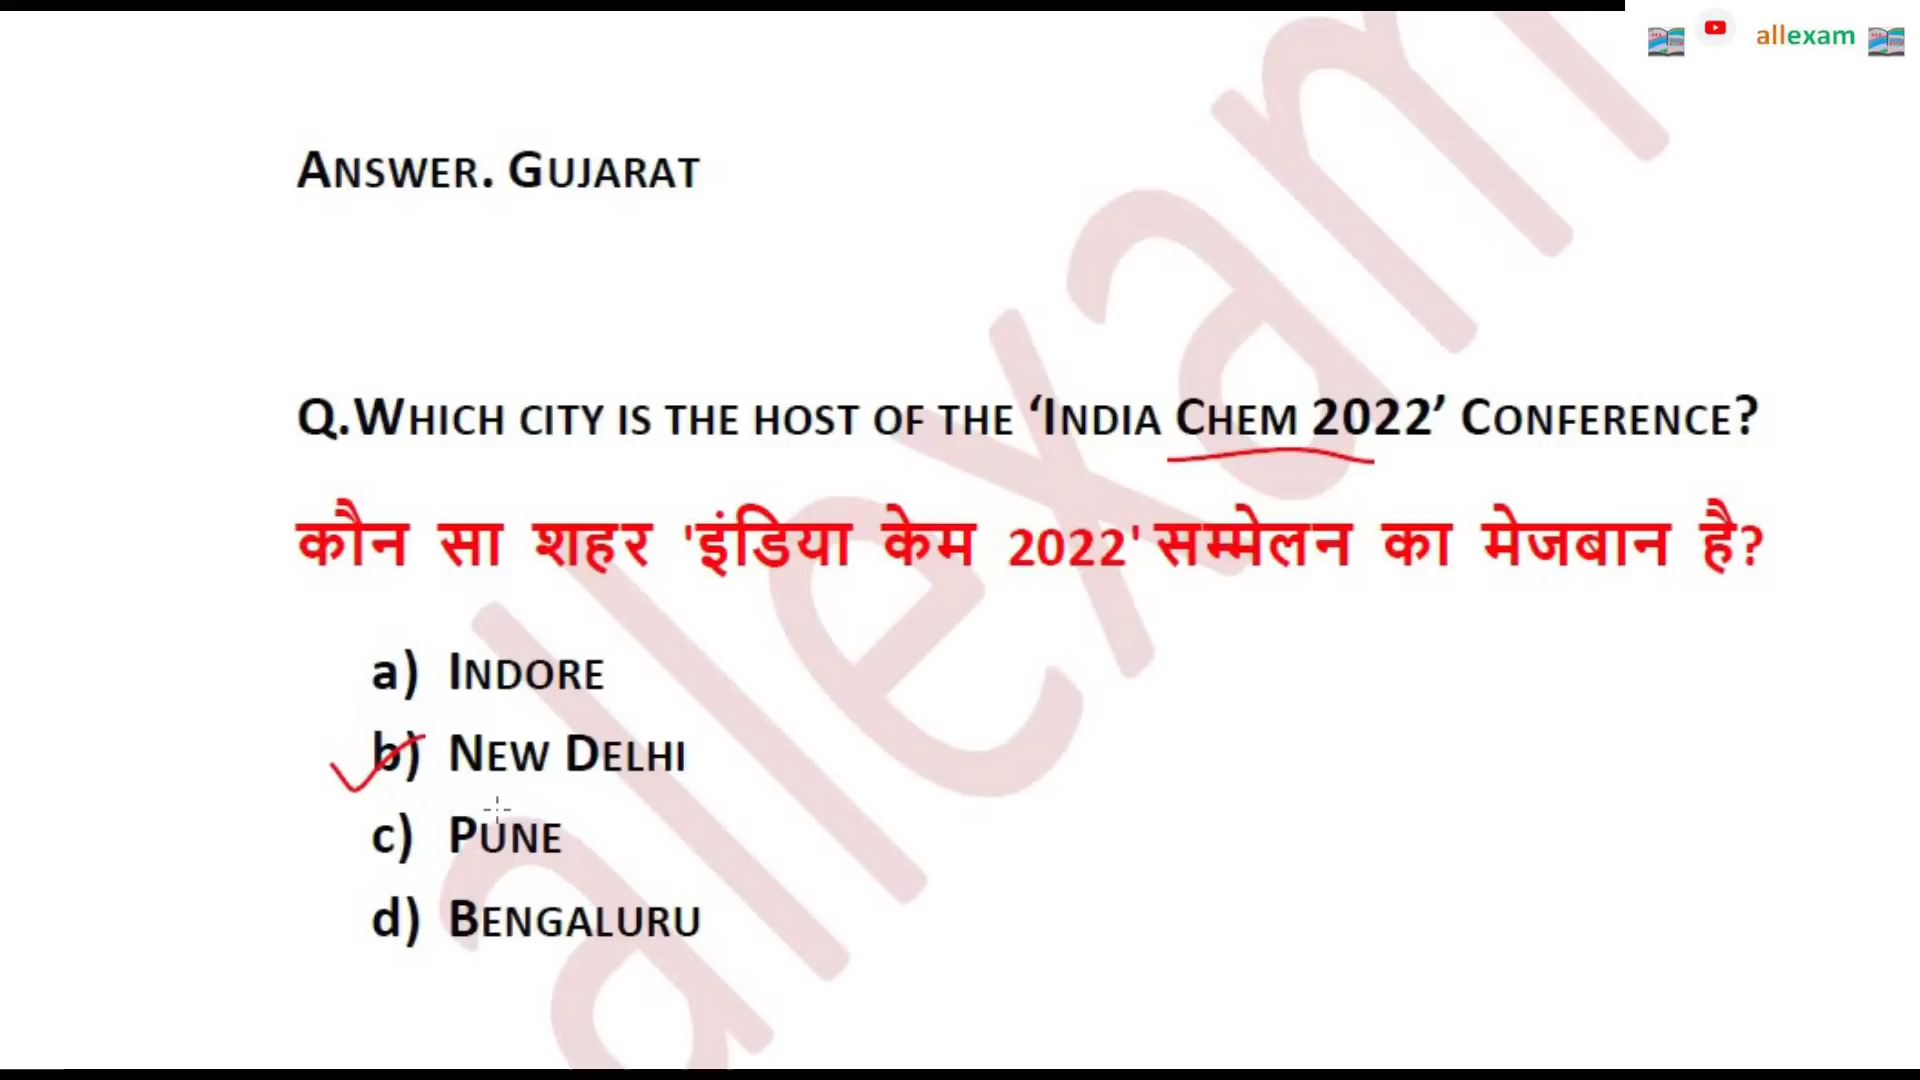 allexam
ANSWER. GUJARAT
Q.WHICH CITY IS THE HOST OF THE ‘INDIA CHEM 2022’ CONFERENCE?
कौन सा शहर 'इंडिया केम 2022' सम्मेलन का मेजबान है?
a) INDORE
b) NEW DELHI
c) PUNE
d) BENGALURU
allexam